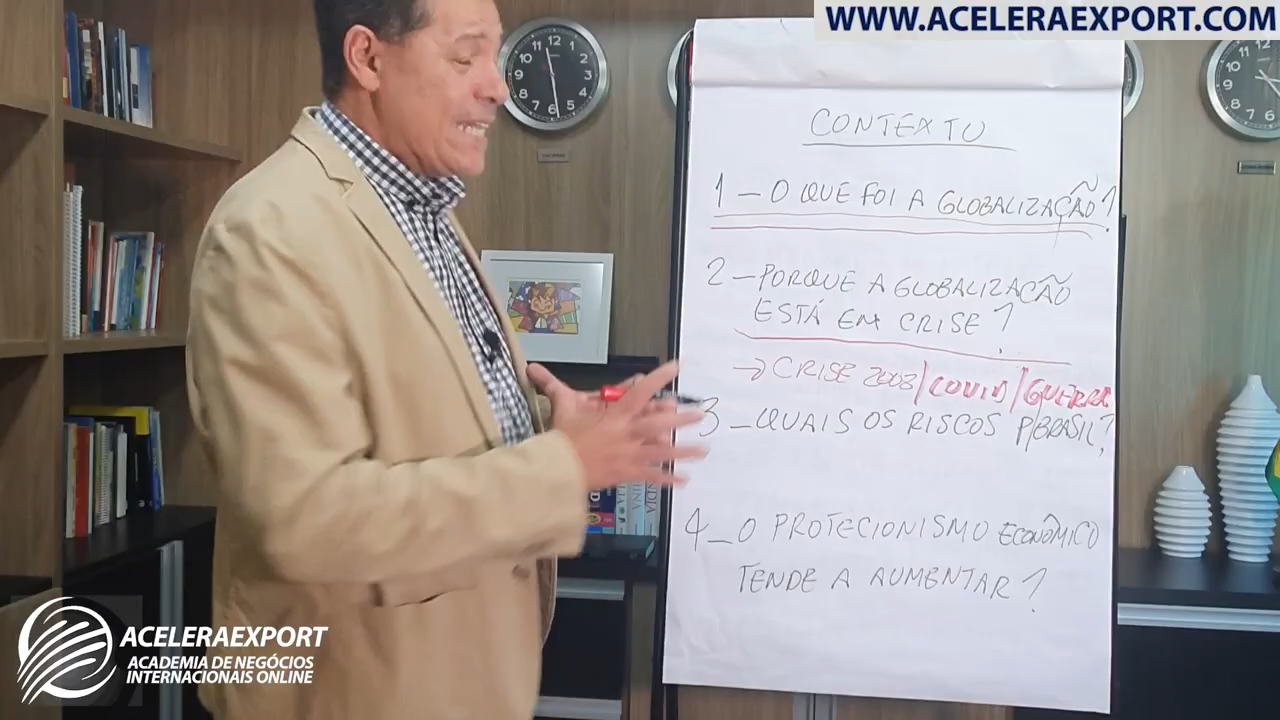 WWW.ACELERAEXPORT.COM
CONTEXTO
1 - O QUE FOI A GLOBALIZAÇÃO?
2 - PORQUE A GLOBALIZAÇÃO
ESTÁ EM CRISE?
→ CRISE 2008/COVID/GUERRA
3 - QUAIS OS RISCOS P/BRASIL?
4 - O PROTECIONISMO ECONÔMICO
TENDE A AUMENTAR?
ACELERAEXPORT
ACADEMIA DE NEGÓCIOS
INTERNACIONAIS ONLINE